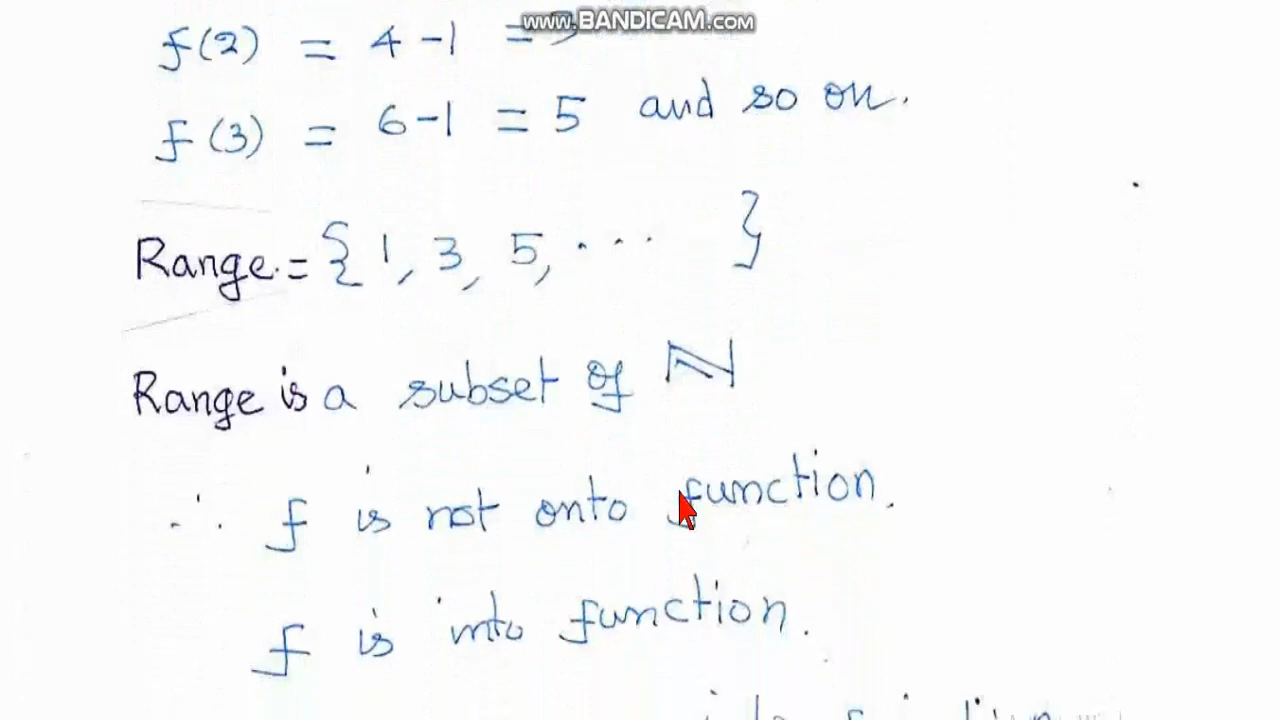 www.BANDICAM.com
f(2) = 4-1 = 3
f(3) = 6-1 = 5 and so on.
Range = { 1, 3, 5, ... }
Range is a subset of ℕ
∴ f is not onto function.
f is into function.